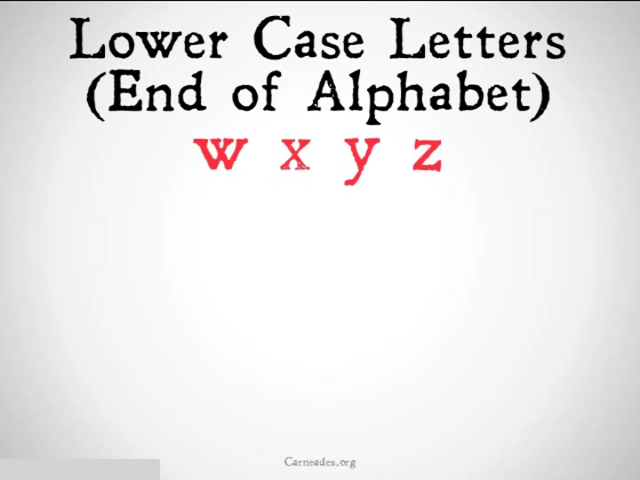 Lower Case Letters
(End of Alphabet)
w x y z
Carneades.org